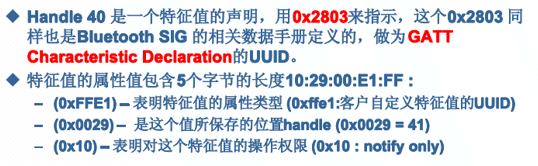 ◆ Handle 40 是一个特征值的声明，用0x2803来指示，这个0x2803 同
样也是Bluetooth SIG 的相关数据手册定义的，做为GATT
Characteristic Declaration的UUID。
◆ 特征值的属性值包含5个字节的长度10:29:00:E1:FF :
– (0xFFE1) – 表明特征值的属性类型 (0xffe1:客户自定义特征值的UUID)
– (0x0029) – 是这个值所保存的位置handle (0x0029 = 41)
– (0x10) – 表明对这个特征值的操作权限 (0x10 : notify only)